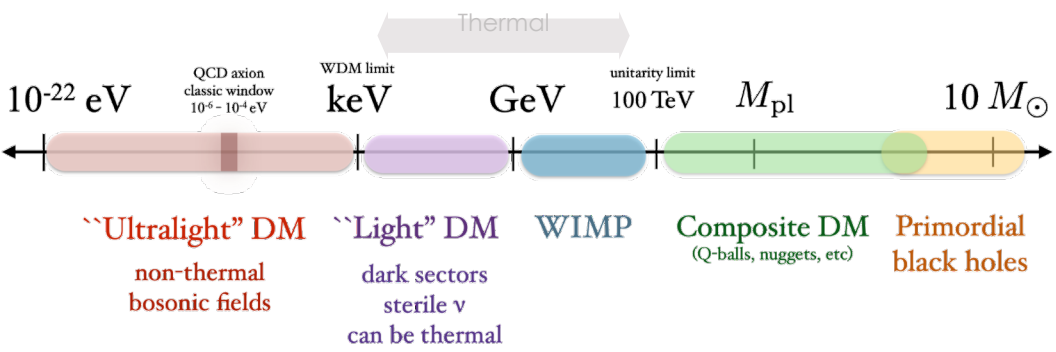 Thermal
QCD axion
classic window
10⁻⁶ – 10⁻⁴ eV
WDM limit
unitarity limit
10⁻²² eV
keV
GeV
100 TeV
Mₚₗ
10 M☉
``Ultralight” DM
non-thermal
bosonic fields
``Light” DM
dark sectors
sterile ν
can be thermal
WIMP
Composite DM
(Q-balls, nuggets, etc)
Primordial
black holes